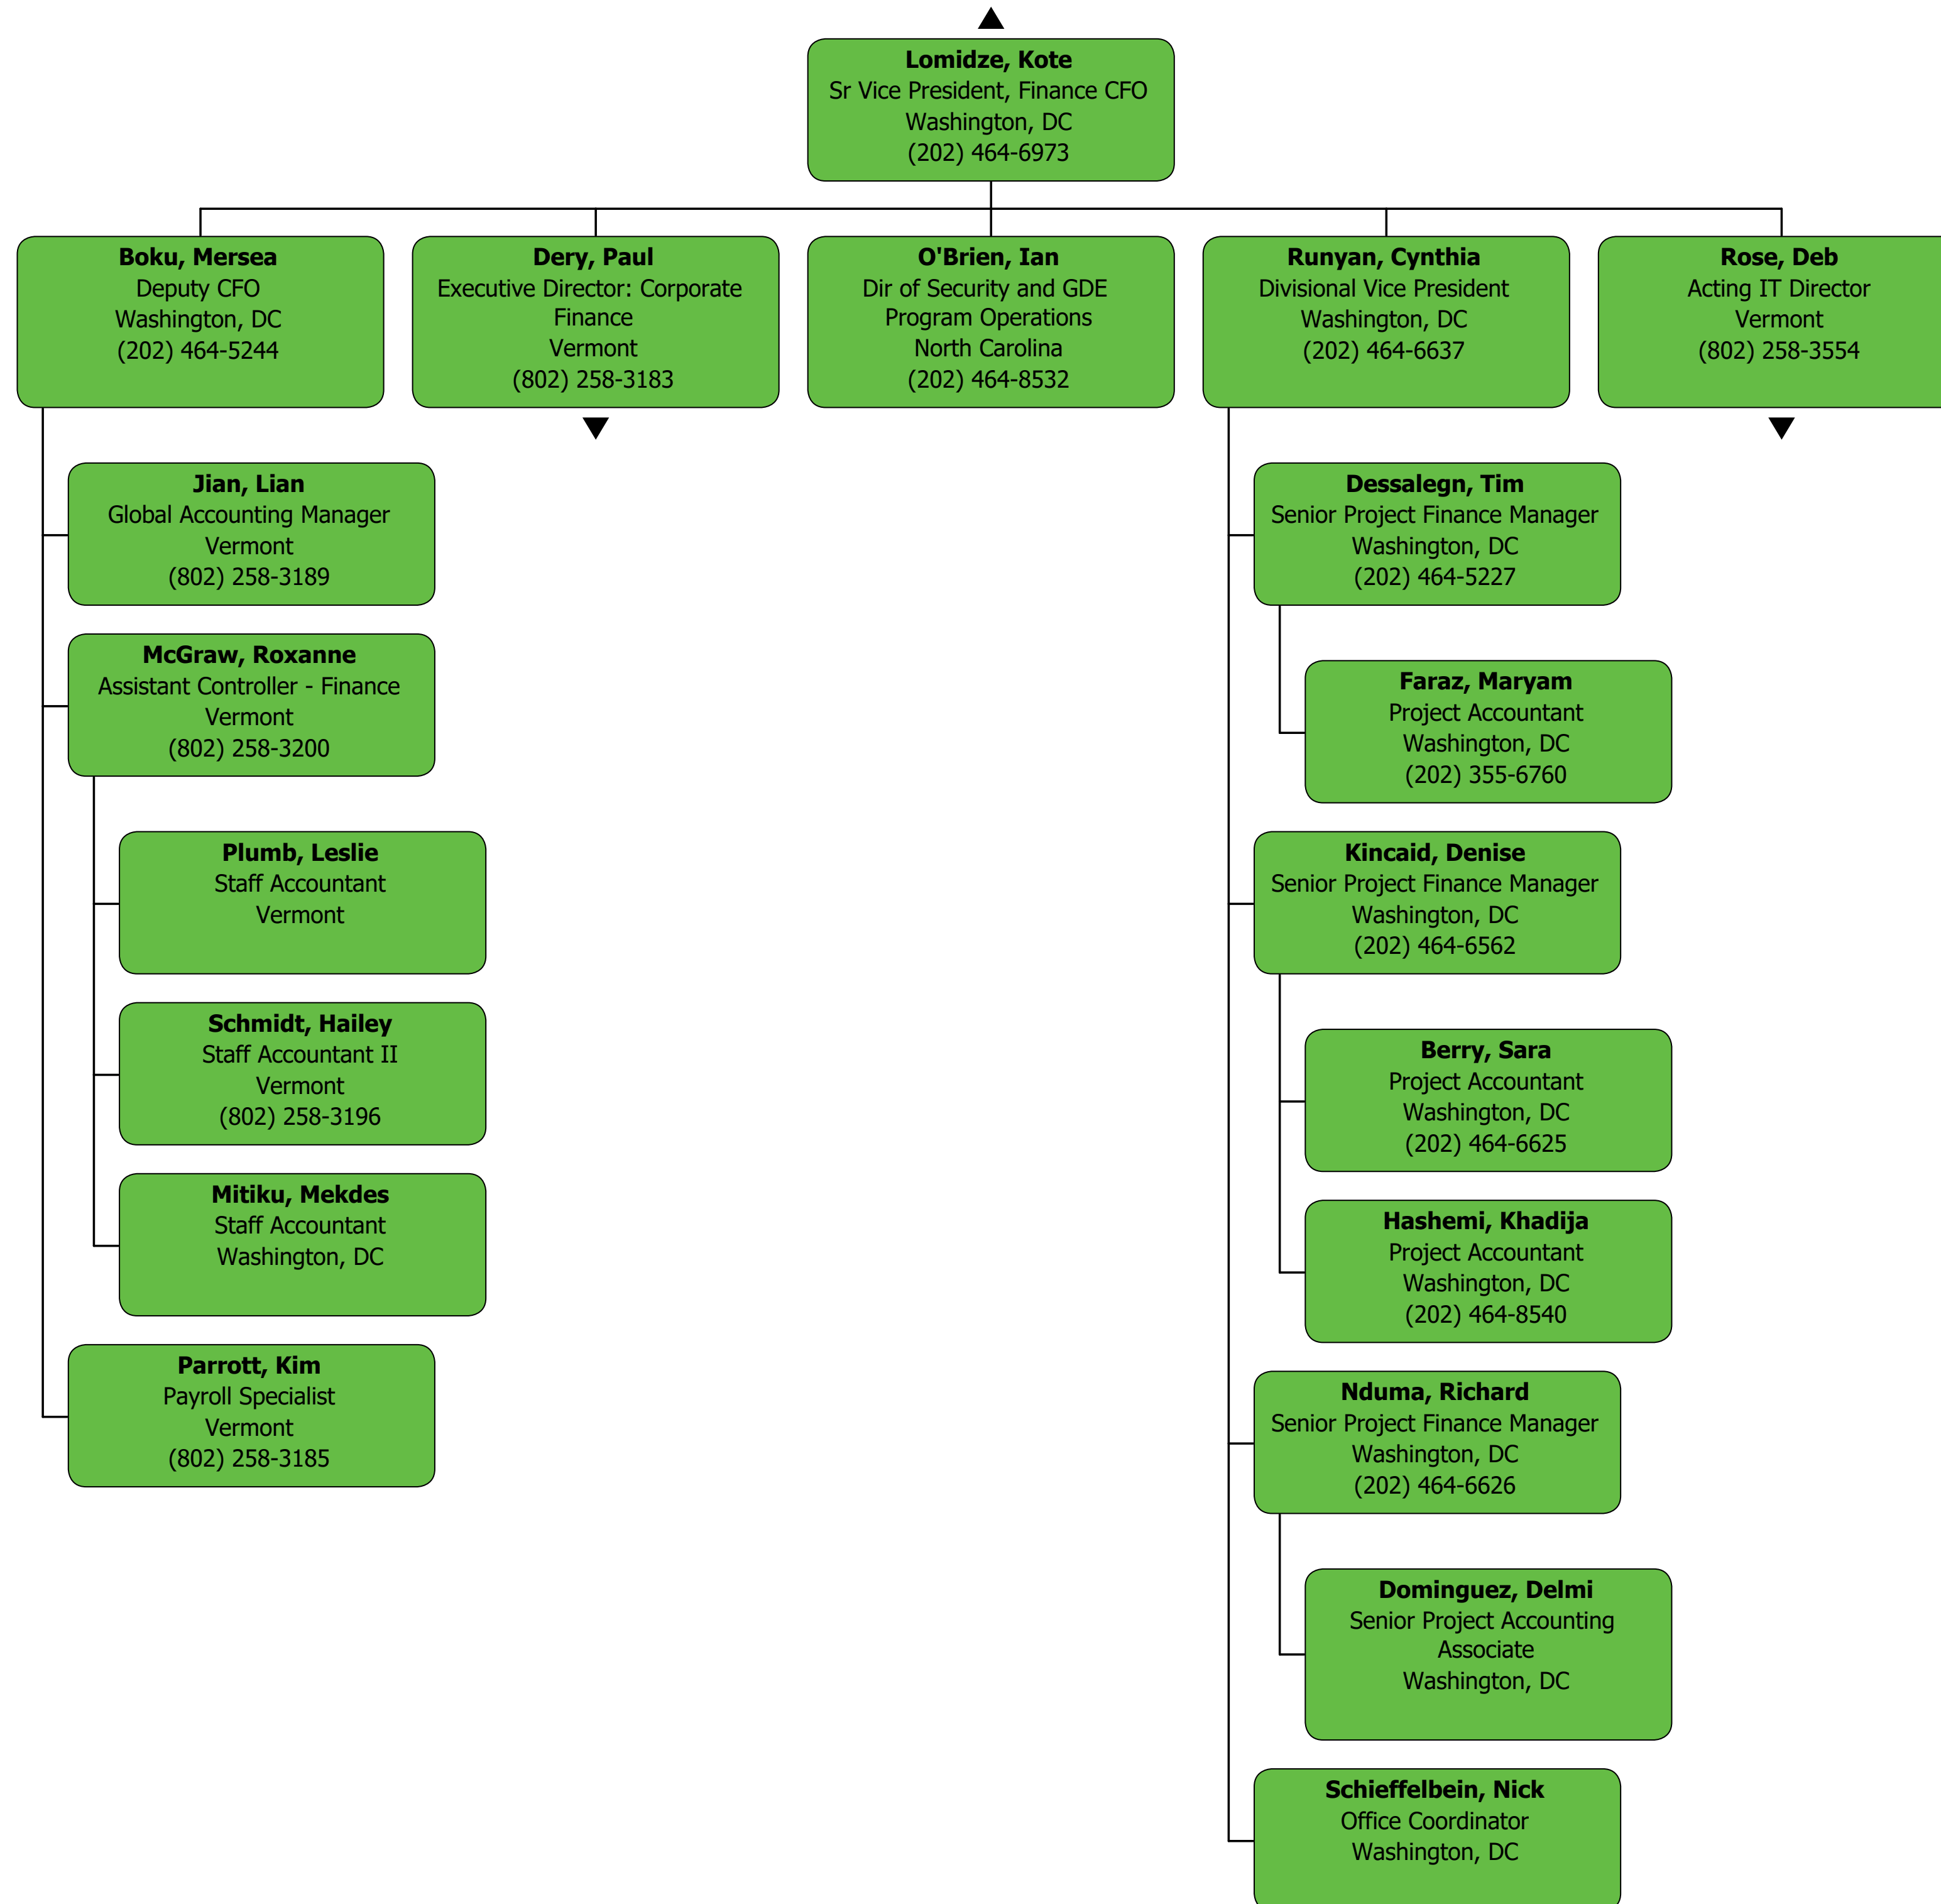 Lomidze, Kote
Sr Vice President, Finance CFO
Washington, DC
(202) 464-6973
Boku, Mersea
Deputy CFO
Washington, DC
(202) 464-5244
Dery, Paul
Executive Director: Corporate
Finance
Vermont
(802) 258-3183
O'Brien, Ian
Dir of Security and GDE
Program Operations
North Carolina
(202) 464-8532
Runyan, Cynthia
Divisional Vice President
Washington, DC
(202) 464-6637
Rose, Deb
Acting IT Director
Vermont
(802) 258-3554
Jian, Lian
Global Accounting Manager
Vermont
(802) 258-3189
McGraw, Roxanne
Assistant Controller - Finance
Vermont
(802) 258-3200
Plumb, Leslie
Staff Accountant
Vermont
Schmidt, Hailey
Staff Accountant II
Vermont
(802) 258-3196
Mitiku, Mekdes
Staff Accountant
Washington, DC
Parrott, Kim
Payroll Specialist
Vermont
(802) 258-3185
Dessalegn, Tim
Senior Project Finance Manager
Washington, DC
(202) 464-5227
Faraz, Maryam
Project Accountant
Washington, DC
(202) 355-6760
Kincaid, Denise
Senior Project Finance Manager
Washington, DC
(202) 464-6562
Berry, Sara
Project Accountant
Washington, DC
(202) 464-6625
Hashemi, Khadija
Project Accountant
Washington, DC
(202) 464-8540
Nduma, Richard
Senior Project Finance Manager
Washington, DC
(202) 464-6626
Dominguez, Delmi
Senior Project Accounting
Associate
Washington, DC
Schieffelbein, Nick
Office Coordinator
Washington, DC